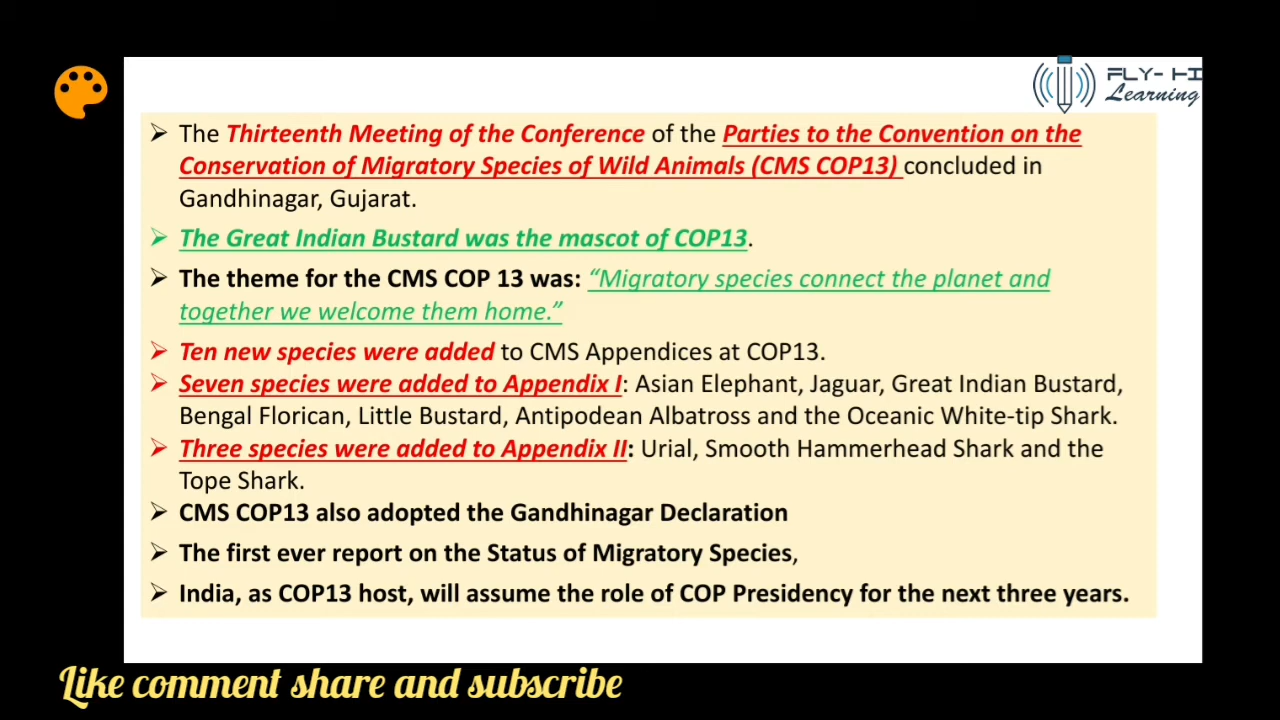 FLY-HI
Learning
➢ The Thirteenth Meeting of the Conference of the Parties to the Convention on the
Conservation of Migratory Species of Wild Animals (CMS COP13) concluded in
Gandhinagar, Gujarat.
➢ The Great Indian Bustard was the mascot of COP13.
➢ The theme for the CMS COP 13 was: “Migratory species connect the planet and
together we welcome them home.”
➢ Ten new species were added to CMS Appendices at COP13.
➢ Seven species were added to Appendix I: Asian Elephant, Jaguar, Great Indian Bustard,
Bengal Florican, Little Bustard, Antipodean Albatross and the Oceanic White-tip Shark.
➢ Three species were added to Appendix II: Urial, Smooth Hammerhead Shark and the
Tope Shark.
➢ CMS COP13 also adopted the Gandhinagar Declaration
➢ The first ever report on the Status of Migratory Species,
➢ India, as COP13 host, will assume the role of COP Presidency for the next three years.
Like comment share and subscribe